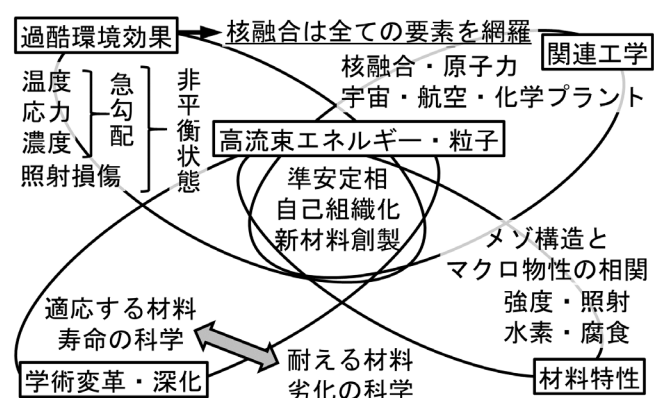 過酷環境効果
核融合は全ての要素を網羅
関連工学
核融合・原子力
宇宙・航空・化学プラント
温度
応力
濃度
急勾配
照射損傷
非平衡状態
高流束エネルギー・粒子
準安定相
自己組織化
新材料創製
メゾ構造と
マクロ物性の相関
強度・照射
水素・腐食
適応する材料
寿命の科学
耐える材料
劣化の科学
学術変革・深化
材料特性